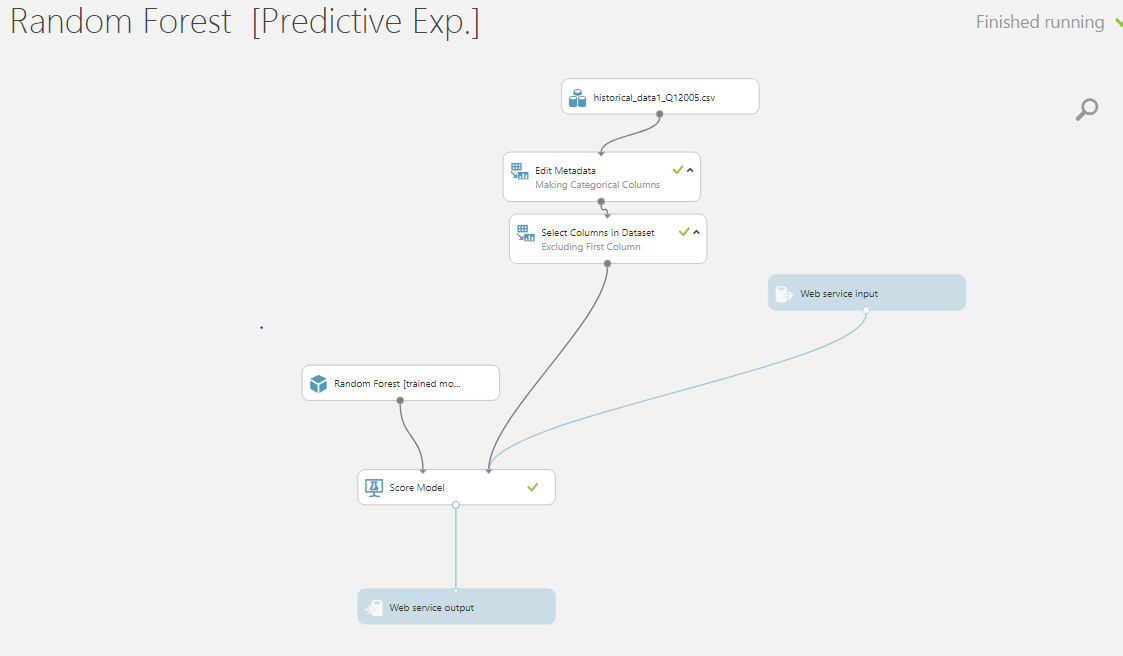 Random Forest [Predictive Exp.]
Finished running
historical_data1_Q12005.csv
Edit Metadata
Making Categorical Columns
Select Columns in Dataset
Excluding First Column
Web service input
Random Forest [trained mo...
Score Model
Web service output